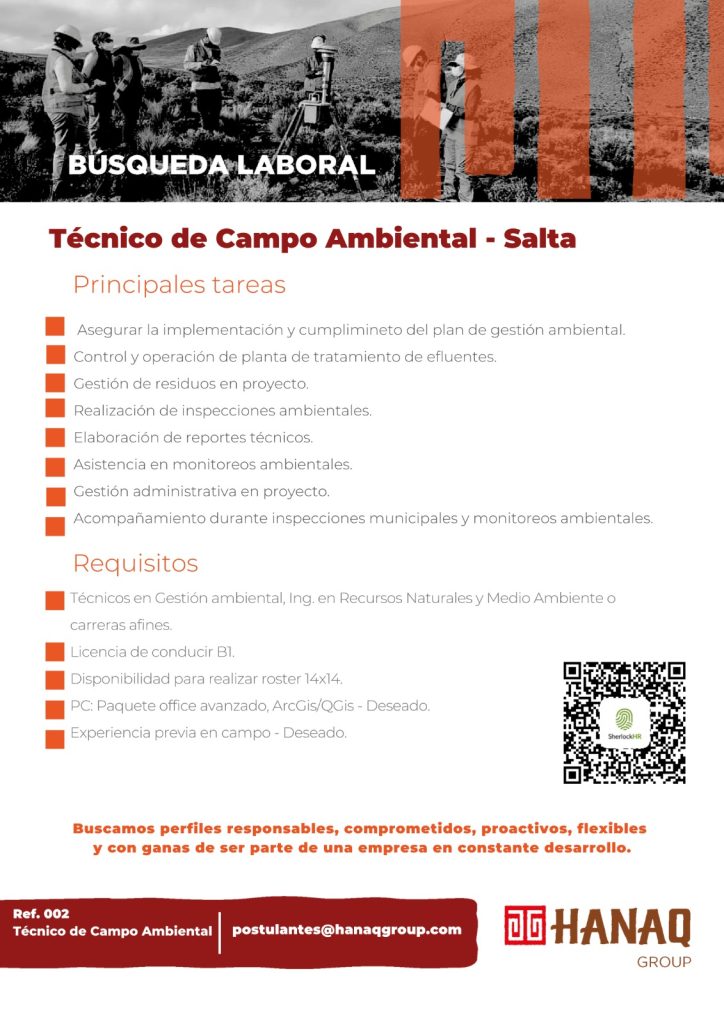 BÚSQUEDA LABORAL
Técnico de Campo Ambiental - Salta
Principales tareas
Asegurar la implementación y cumplimineto del plan de gestión ambiental.
Control y operación de planta de tratamiento de efluentes.
Gestión de residuos en proyecto.
Realización de inspecciones ambientales.
Elaboración de reportes técnicos.
Asistencia en monitoreos ambientales.
Gestión administrativa en proyecto.
Acompañamiento durante inspecciones municipales y monitoreos ambientales.
Requisitos
Técnicos en Gestión ambiental, Ing. en Recursos Naturales y Medio Ambiente o
carreras afines.
Licencia de conducir B1.
Disponibilidad para realizar roster 14x14.
PC: Paquete office avanzado, ArcGis/QGis - Deseado.
Experiencia previa en campo - Deseado.
SherlockHR
Buscamos perfiles responsables, comprometidos, proactivos, flexibles
y con ganas de ser parte de una empresa en constante desarrollo.
Ref. 002
Técnico de Campo Ambiental
postulantes@hanaqgroup.com
HANAQ
GROUP